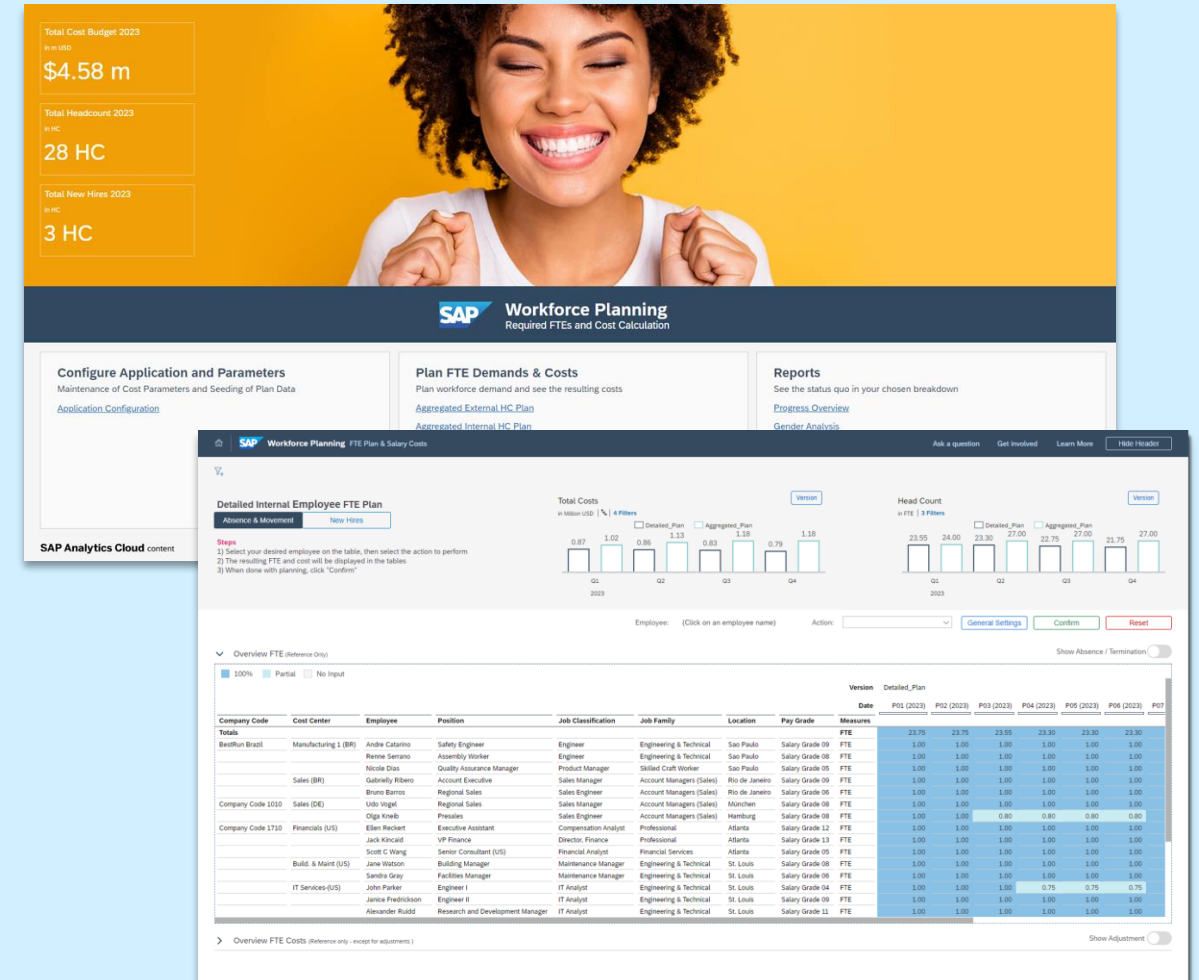 Total Cost Budget 2023
in m USD
$4.58 m
Total Headcount 2023
in HC
28 HC
Total New Hires 2023
in HC
3 HC
SAP Workforce Planning
Required FTEs and Cost Calculation
Configure Application and Parameters
Maintenance of Cost Parameters and Seeding of Plan Data
Application Configuration
Plan FTE Demands & Costs
Plan workforce demand and see the resulting costs
Aggregated External HC Plan
Aggregated Internal HC Plan
Reports
See the status quo in your chosen breakdown
Progress Overview
Gender Analysis
SAP Analytics Cloud content
SAP Workforce Planning FTE Plan & Salary Costs Ask a question Get involved Learn More Hide Header
Detailed Internal Employee FTE Plan
Absence & Movement New Hires
Steps
1) Select your desired employee on the table, then select the action to perform
2) The resulting FTE and cost will be displayed in the tables
3) When done with planning, click "Confirm"
Total Costs Version
in Million USD | 4 Filters
Detailed_Plan Aggregated_Plan
0.87 1.02 0.86 1.13 0.83 1.18 0.79 1.18
Q1 Q2 Q3 Q4
2023
Head Count Version
in FTE | 3 Filters
Detailed_Plan Aggregated_Plan
23.55 24.00 23.30 27.00 22.75 27.00 21.75 27.00
Q1 Q2 Q3 Q4
2023
Employee: (Click on an employee name) Action: General Settings Confirm Reset
Overview FTE (Reference Only) Show Absence / Termination
100% Partial No Input
Version Detailed_Plan
Date P01 (2023) P02 (2023) P03 (2023) P04 (2023) P05 (2023) P06 (2023) P07
Company Code Cost Center Employee Position Job Classification Job Family Location Pay Grade Measures
Totals FTE 23.75 23.75 23.55 23.30 23.30 23.30
BestRun Brazil Manufacturing 1 (BR) Andre Catarino Safety Engineer Engineer Engineering & Technical Sao Paulo Salary Grade 09 FTE 1.00 1.00 1.00 1.00 1.00 1.00
Renne Serrano Assembly Worker Engineer Engineering & Technical Sao Paulo Salary Grade 08 FTE 1.00 1.00 1.00 1.00 1.00 1.00
Nicola Dias Quality Assurance Manager Product Manager Skilled Craft Worker Sao Paulo Salary Grade 05 FTE 1.00 1.00 1.00 1.00 1.00 1.00
Sales (BR) Gabrielly Ribero Account Executive Sales Manager Account Managers (Sales) Rio de Janeiro Salary Grade 09 FTE 1.00 1.00 1.00 1.00 1.00 1.00
Bruno Barros Regional Sales Sales Engineer Account Managers (Sales) Rio de Janeiro Salary Grade 06 FTE 1.00 1.00 1.00 1.00 1.00 1.00
Company Code 1010 Sales (DE) Udo Vogel Regional Sales Sales Manager Account Managers (Sales) München Salary Grade 08 FTE 1.00 1.00 1.00 1.00 1.00 1.00
Olga Kneib Presales Sales Engineer Account Managers (Sales) Hamburg Salary Grade 08 FTE 1.00 1.00 0.80 0.80 0.80 0.80
Company Code 1710 Financials (US) Ellen Reckert Executive Assistant Compensation Analyst Professional Atlanta Salary Grade 12 FTE 1.00 1.00 1.00 1.00 1.00 1.00
Jack Kincaid VP Finance Director, Finance Professional Atlanta Salary Grade 13 FTE 1.00 1.00 1.00 1.00 1.00 1.00
Scott C Wang Senior Consultant (US) Financial Analyst Financial Services Atlanta Salary Grade 05 FTE 1.00 1.00 1.00 1.00 1.00 1.00
Build. & Maint (US) Jane Watson Building Manager Maintenance Manager Engineering & Technical St. Louis Salary Grade 08 FTE 1.00 1.00 1.00 1.00 1.00 1.00
Sandra Gray Facilities Manager Maintenance Manager Engineering & Technical St. Louis Salary Grade 06 FTE 1.00 1.00 1.00 1.00 1.00 1.00
IT Services-(US) John Parker Engineer I IT Analyst Engineering & Technical St. Louis Salary Grade 04 FTE 1.00 1.00 1.00 0.75 0.75 0.75
Janice Fredrickson Engineer II IT Analyst Engineering & Technical St. Louis Salary Grade 09 FTE 1.00 1.00 1.00 1.00 1.00 1.00
Alexander Ruidd Research and Development Manager IT Analyst Engineering & Technical St. Louis Salary Grade 11 FTE 1.00 1.00 1.00 1.00 1.00 1.00
Overview FTE Costs (Reference only - except for adjustments ) Show Adjustment